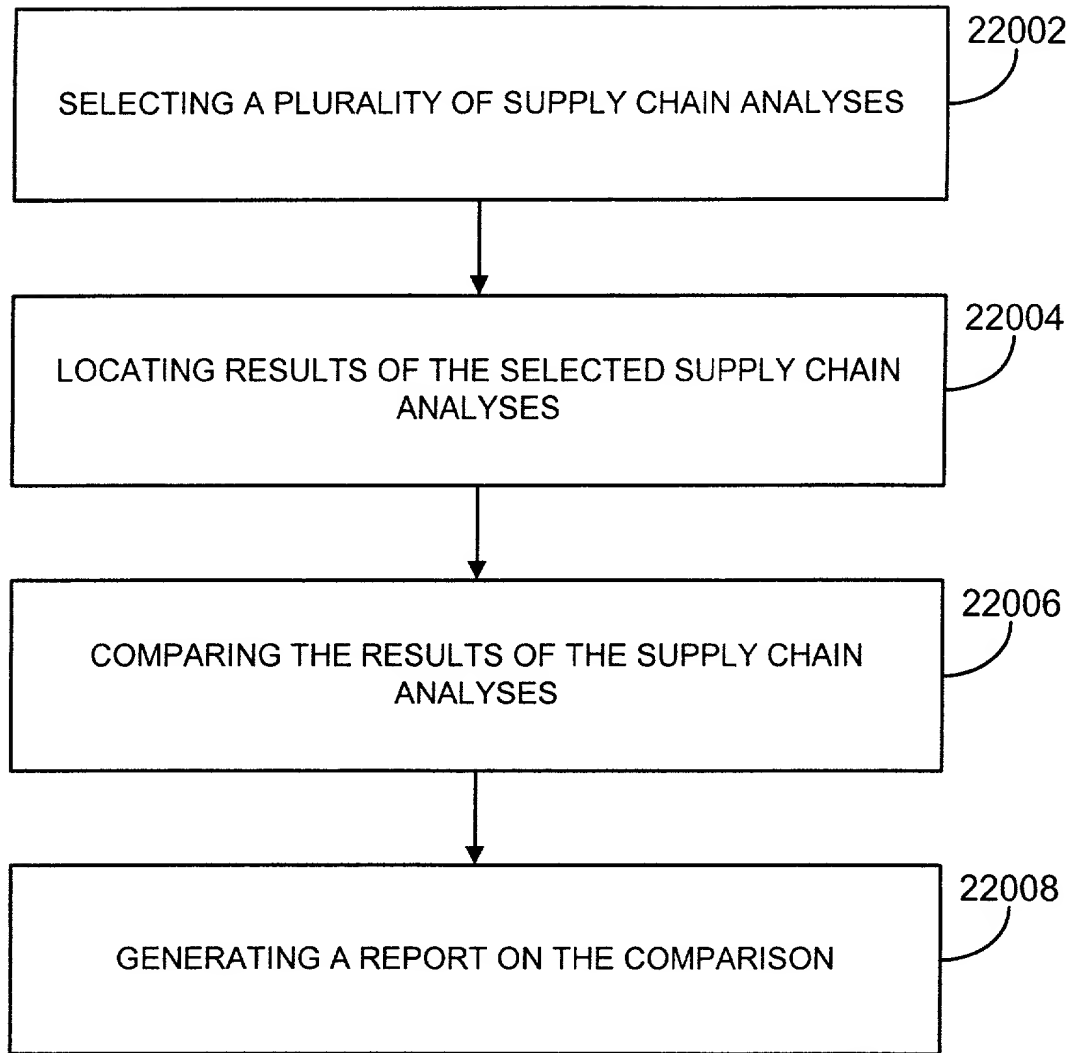 22002
SELECTING A PLURALITY OF SUPPLY CHAIN ANALYSES
22004
LOCATING RESULTS OF THE SELECTED SUPPLY CHAIN
ANALYSES
22006
COMPARING THE RESULTS OF THE SUPPLY CHAIN
ANALYSES
22008
GENERATING A REPORT ON THE COMPARISON